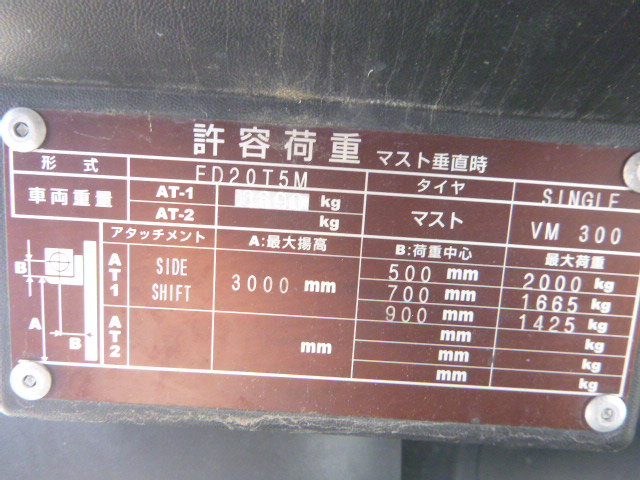 許容荷重 マスト垂直時
形式 FD20T5M タイヤ SINGLE
車両重量 AT-1 kg マスト VM 300
AT-2 kg
アタッチメント A:最大揚高 B:荷重中心 最大荷重
AT1 SIDE SHIFT 3000 mm 500 mm 2000 kg
700 mm 1665 kg
900 mm 1425 kg
AT2 mm mm kg
mm kg
mm kg
B
A
B